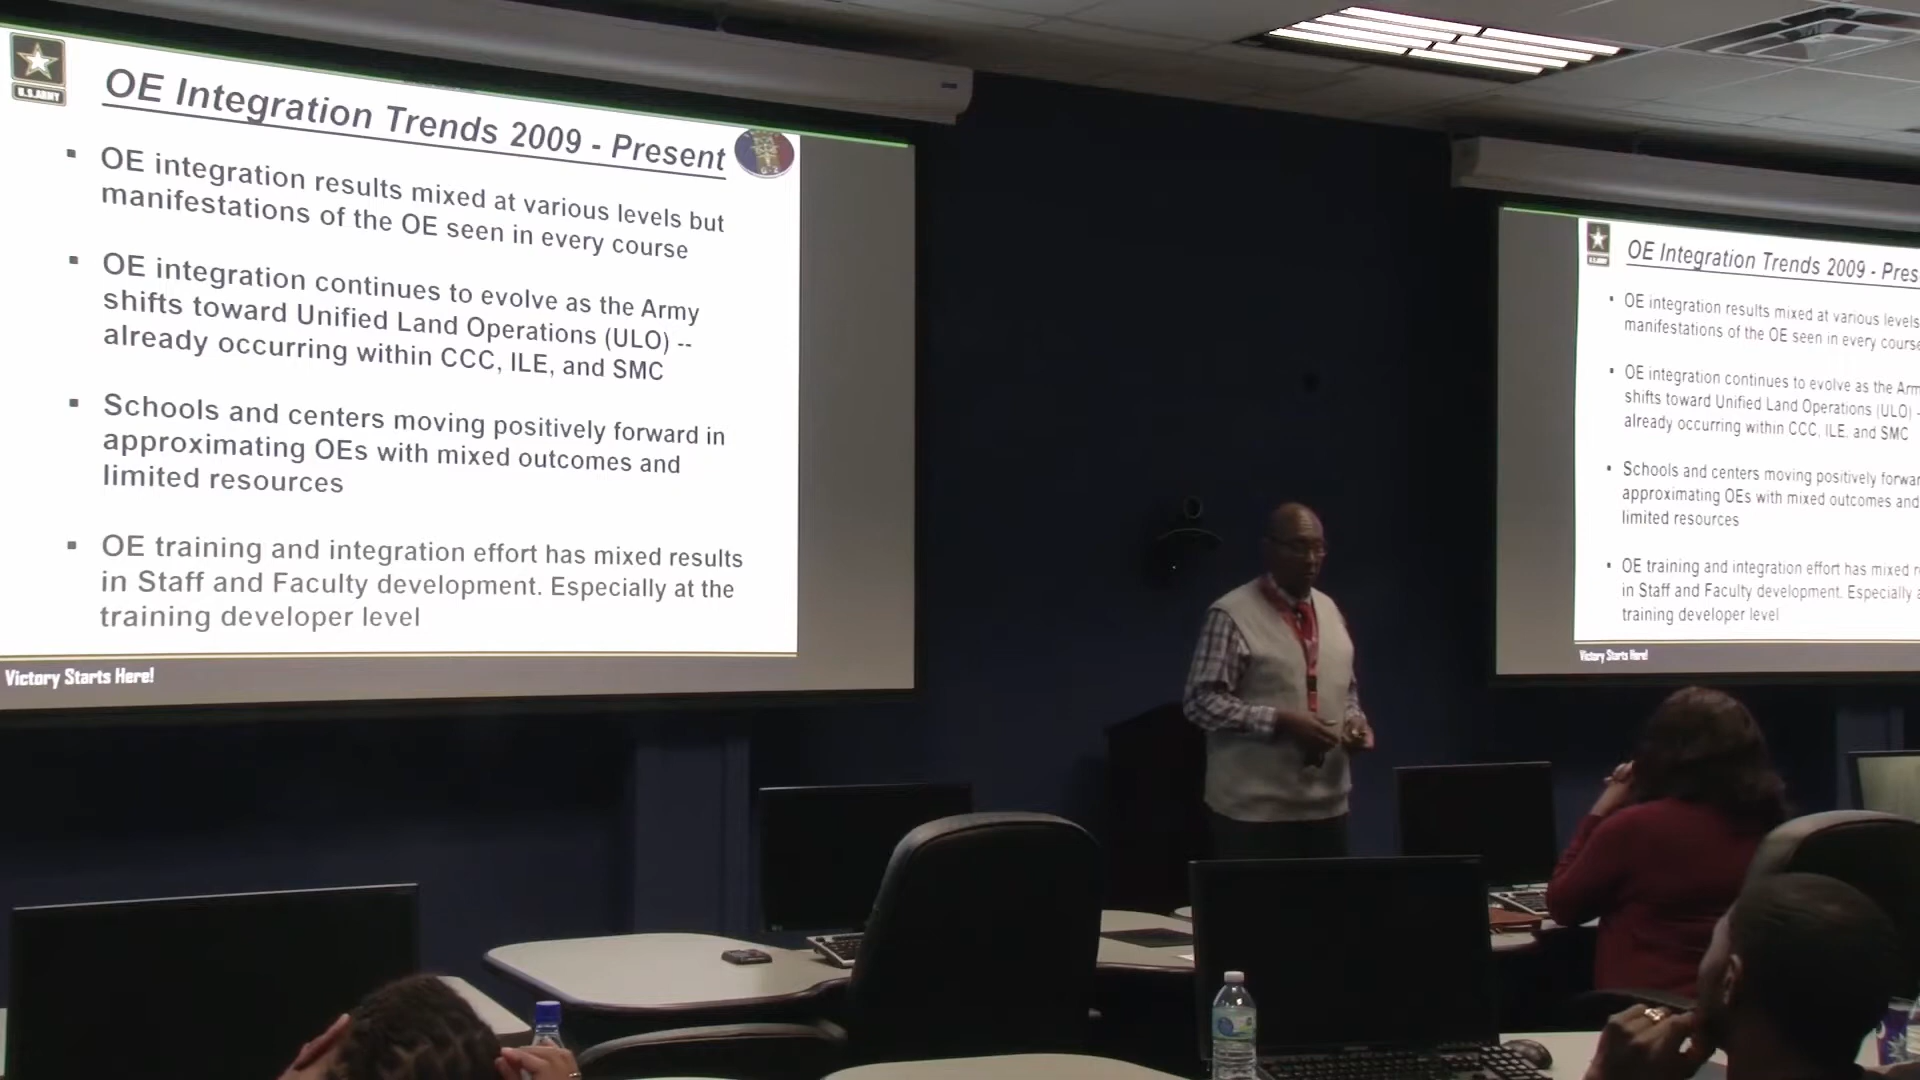 U.S.ARMY
OE Integration Trends 2009 - Present
G-2
▪ OE integration results mixed at various levels but
manifestations of the OE seen in every course
▪ OE integration continues to evolve as the Army
shifts toward Unified Land Operations (ULO) --
already occurring within CCC, ILE, and SMC
▪ Schools and centers moving positively forward in
approximating OEs with mixed outcomes and
limited resources
▪ OE training and integration effort has mixed results
in Staff and Faculty development. Especially at the
training developer level
Victory Starts Here!
OE Integration Trends 2009 - Pres
▪ OE integration results mixed at various levels
manifestations of the OE seen in every course
▪ OE integration continues to evolve as the Arm
shifts toward Unified Land Operations (ULO) -
already occurring within CCC, ILE, and SMC
▪ Schools and centers moving positively forwar
approximating OEs with mixed outcomes and
limited resources
▪ OE training and integration effort has mixed r
in Staff and Faculty development. Especially a
training developer level
Victory Starts Here!